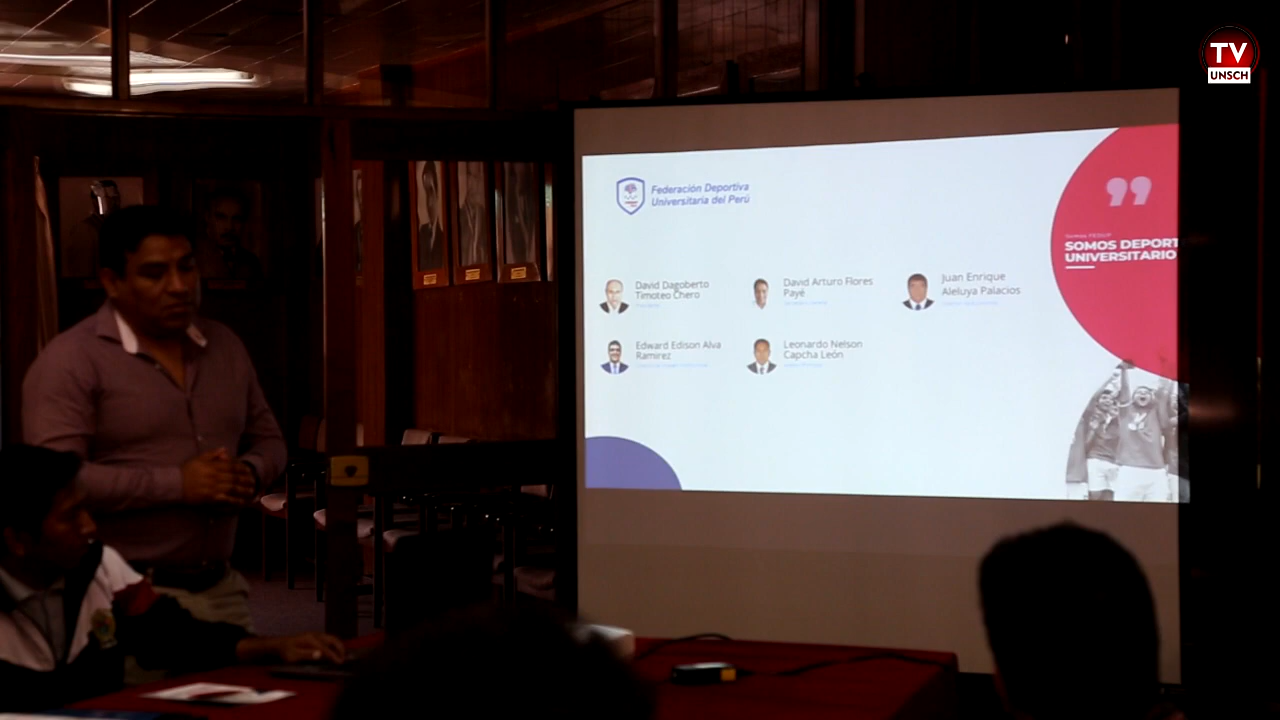 TV
UNSCH
Federación Deportiva
Universitaria del Perú
SOMOS DEPORT
UNIVERSITARIO
David Dagoberto
Timoteo Chero
David Arturo Flores
Payé
Juan Enrique
Aleluya Palacios
Edward Edison Alva
Ramirez
Leonardo Nelson
Capcha León